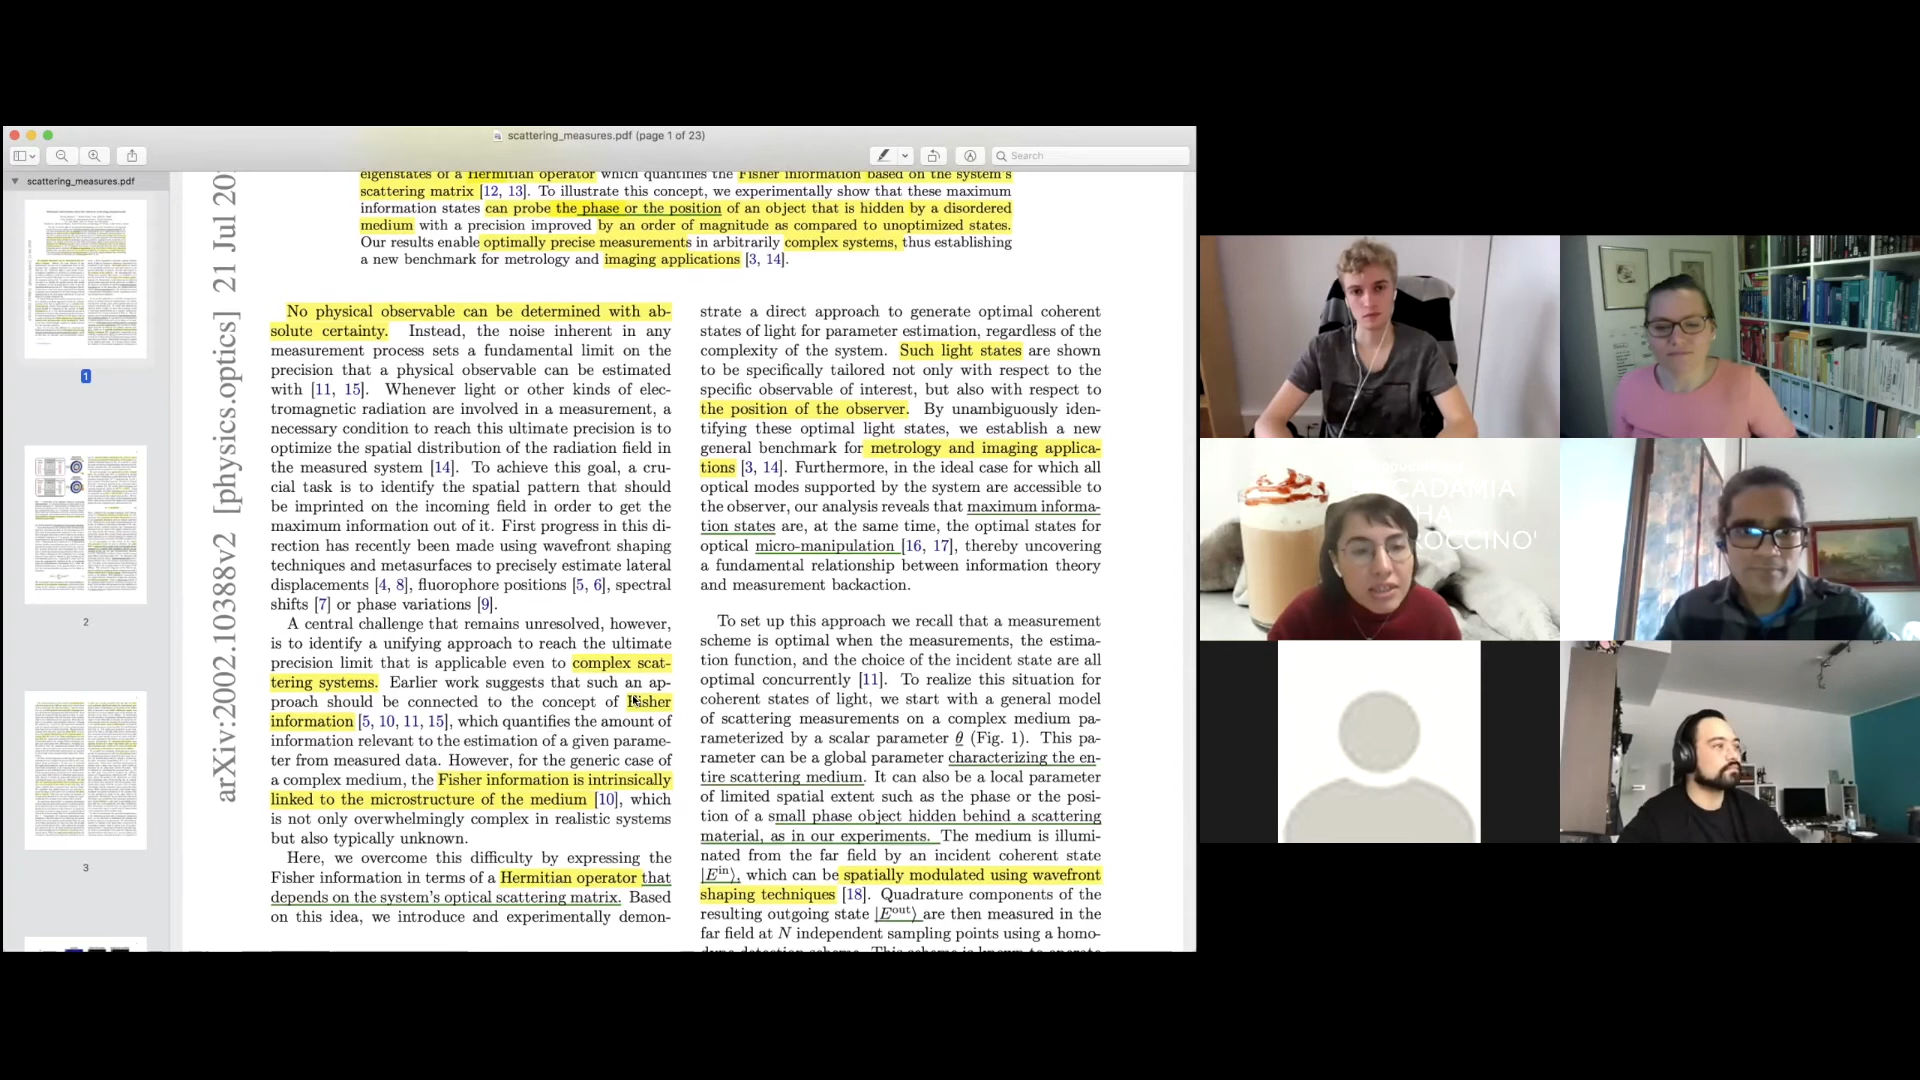 scattering_measures.pdf (page 1 of 23)
Search
scattering_measures.pdf
1
2
3
arXiv:2002.10388v2 [physics.optics] 21 Jul 20
eigenstates of a Hermitian operator which quantifies the Fisher information based on the system's
scattering matrix [12, 13]. To illustrate this concept, we experimentally show that these maximum
information states can probe the phase or the position of an object that is hidden by a disordered
medium with a precision improved by an order of magnitude as compared to unoptimized states.
Our results enable optimally precise measurements in arbitrarily complex systems, thus establishing
a new benchmark for metrology and imaging applications [3, 14].
No physical observable can be determined with ab-
solute certainty. Instead, the noise inherent in any
measurement process sets a fundamental limit on the
precision that a physical observable can be estimated
with [11, 15]. Whenever light or other kinds of elec-
tromagnetic radiation are involved in a measurement, a
necessary condition to reach this ultimate precision is to
optimize the spatial distribution of the radiation field in
the measured system [14]. To achieve this goal, a cru-
cial task is to identify the spatial pattern that should
be imprinted on the incoming field in order to get the
maximum information out of it. First progress in this di-
rection has recently been made using wavefront shaping
techniques and metasurfaces to precisely estimate lateral
displacements [4, 8], fluorophore positions [5, 6], spectral
shifts [7] or phase variations [9].
A central challenge that remains unresolved, however,
is to identify a unifying approach to reach the ultimate
precision limit that is applicable even to complex scat-
tering systems. Earlier work suggests that such an ap-
proach should be connected to the concept of Fisher
information [5, 10, 11, 15], which quantifies the amount of
information relevant to the estimation of a given parame-
ter from measured data. However, for the generic case of
a complex medium, the Fisher information is intrinsically
linked to the microstructure of the medium [10], which
is not only overwhelmingly complex in realistic systems
but also typically unknown.
Here, we overcome this difficulty by expressing the
Fisher information in terms of a Hermitian operator that
depends on the system's optical scattering matrix. Based
on this idea, we introduce and experimentally demon-
strate a direct approach to generate optimal coherent
states of light for parameter estimation, regardless of the
complexity of the system. Such light states are shown
to be specifically tailored not only with respect to the
specific observable of interest, but also with respect to
the position of the observer. By unambiguously iden-
tifying these optimal light states, we establish a new
general benchmark for metrology and imaging applica-
tions [3, 14]. Furthermore, in the ideal case for which all
optical modes supported by the system are accessible to
the observer, our analysis reveals that maximum informa-
tion states are, at the same time, the optimal states for
optical micro-manipulation [16, 17], thereby uncovering
a fundamental relationship between information theory
and measurement backaction.
To set up this approach we recall that a measurement
scheme is optimal when the measurements, the estima-
tion function, and the choice of the incident state are all
optimal concurrently [11]. To realize this situation for
coherent states of light, we start with a general model
of scattering measurements on a complex medium pa-
rameterized by a scalar parameter θ (Fig. 1). This pa-
rameter can be a global parameter characterizing the en-
tire scattering medium. It can also be a local parameter
of limited spatial extent such as the phase or the posi-
tion of a small phase object hidden behind a scattering
material, as in our experiments. The medium is illumi-
nated from the far field by an incident coherent state
|E^in⟩, which can be spatially modulated using wavefront
shaping techniques [18]. Quadrature components of the
resulting outgoing state |E^out⟩ are then measured in the
far field at N independent sampling points using a homo-
dyne detection scheme. This scheme is known to operate